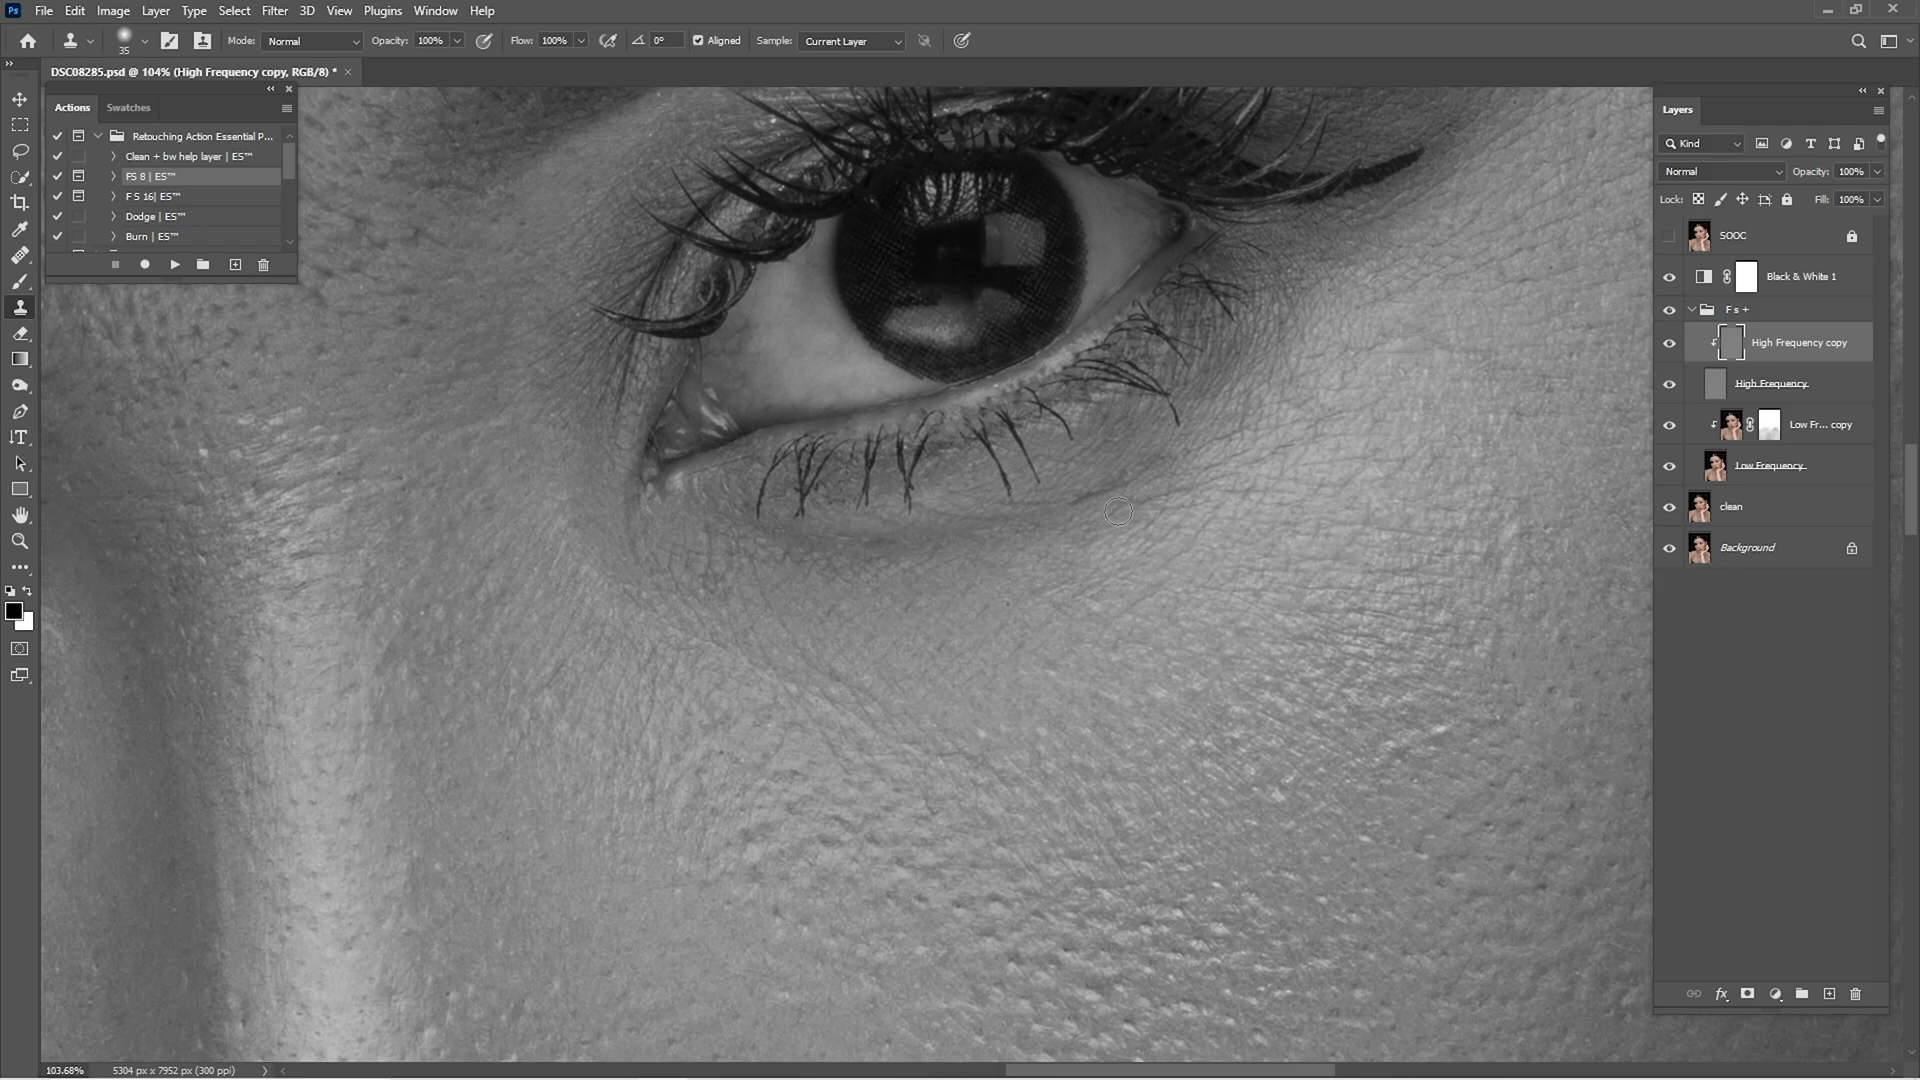 Ps File Edit Image Layer Type Select Filter 3D View Plugins Window Help
35 Mode: Normal Opacity: 100% Flow: 100% 0° Aligned Sample: Current Layer
DSC08285.psd @ 104% (High Frequency copy, RGB/8) *
Actions Swatches
Retouching Action Essential P...
Clean + bw help layer | ES™
FS 8 | ES™
F S 16| ES™
Dodge | ES™
Burn | ES™
Layers
Kind
Normal Opacity: 100%
Lock: Fill: 100%
SOOC
Black & White 1
F s +
High Frequency copy
High Frequency
Low Fr... copy
Low Frequency
clean
Background
fx
103.68% 5304 px x 7952 px (300 ppi)